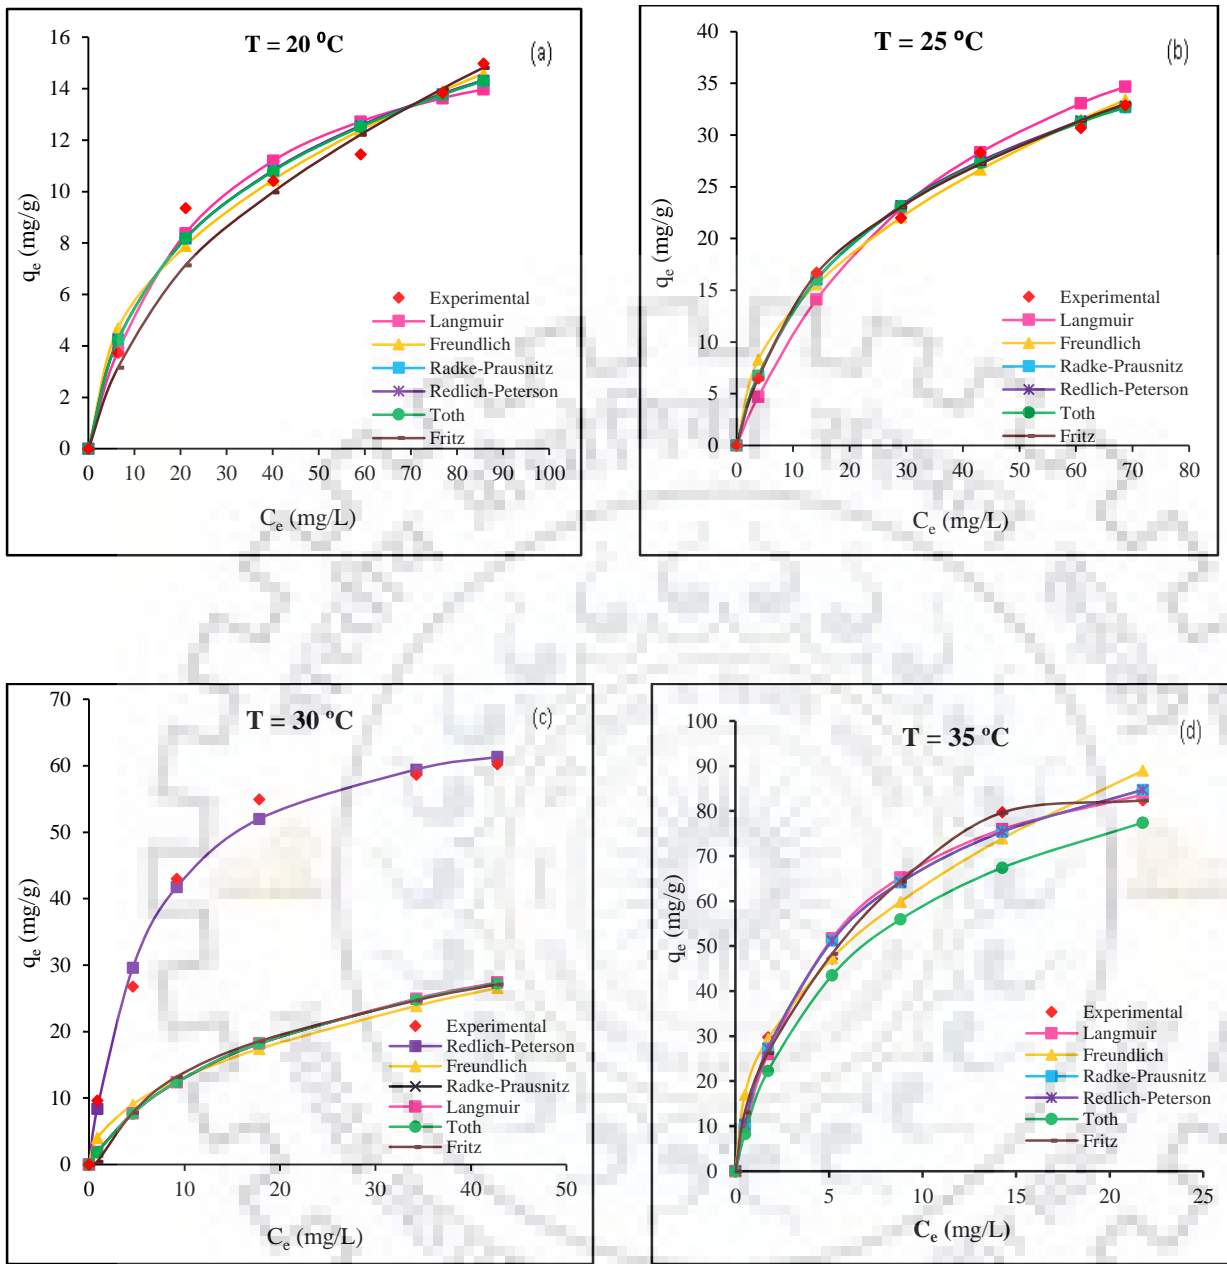 T = 20 ⁰C
(a)
16
14
12
10
8
6
4
2
0
qₑ (mg/g)
Experimental
Langmuir
Freundlich
Radke-Prausnitz
Redlich-Peterson
Toth
Fritz
0 10 20 30 40 50 60 70 80 90 100
Cₑ (mg/L)
T = 25 ⁰C
(b)
40
35
30
25
20
15
10
5
0
qₑ (mg/g)
Experimental
Langmuir
Freundlich
Radke-Prausnitz
Redlich-Peterson
Toth
Fritz
0 10 20 30 40 50 60 70 80
Cₑ (mg/L)
T = 30 ºC
(c)
70
60
50
40
30
20
10
0
qₑ (mg/g)
Experimental
Redlich-Peterson
Freundlich
Radke-Prausnitz
Langmuir
Toth
Fritz
0 10 20 30 40 50
Cₑ (mg/L)
T = 35 ºC
(d)
100
90
80
70
60
50
40
30
20
10
0
qₑ (mg/g)
Experimental
Langmuir
Freundlich
Radke-Prausnitz
Redlich-Peterson
Toth
Fritz
0 5 10 15 20 25
Cₑ (mg/L)